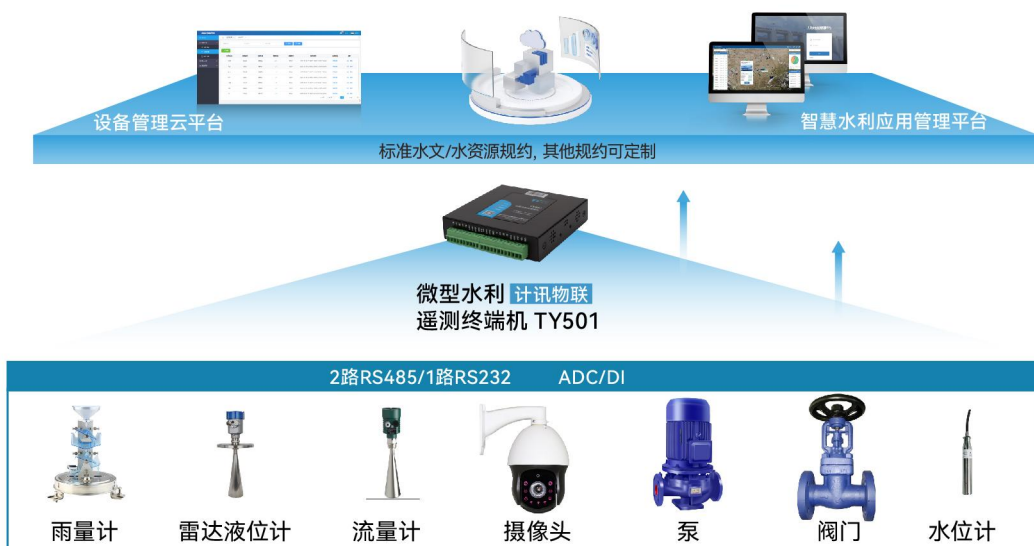 设备管理云平台
智慧水利应用管理平台
标准水文/水资源规约, 其他规约可定制
微型水利 计讯物联
遥测终端机 TY501
2路RS485/1路RS232 ADC/DI
雨量计 雷达液位计 流量计 摄像头 泵 阀门 水位计